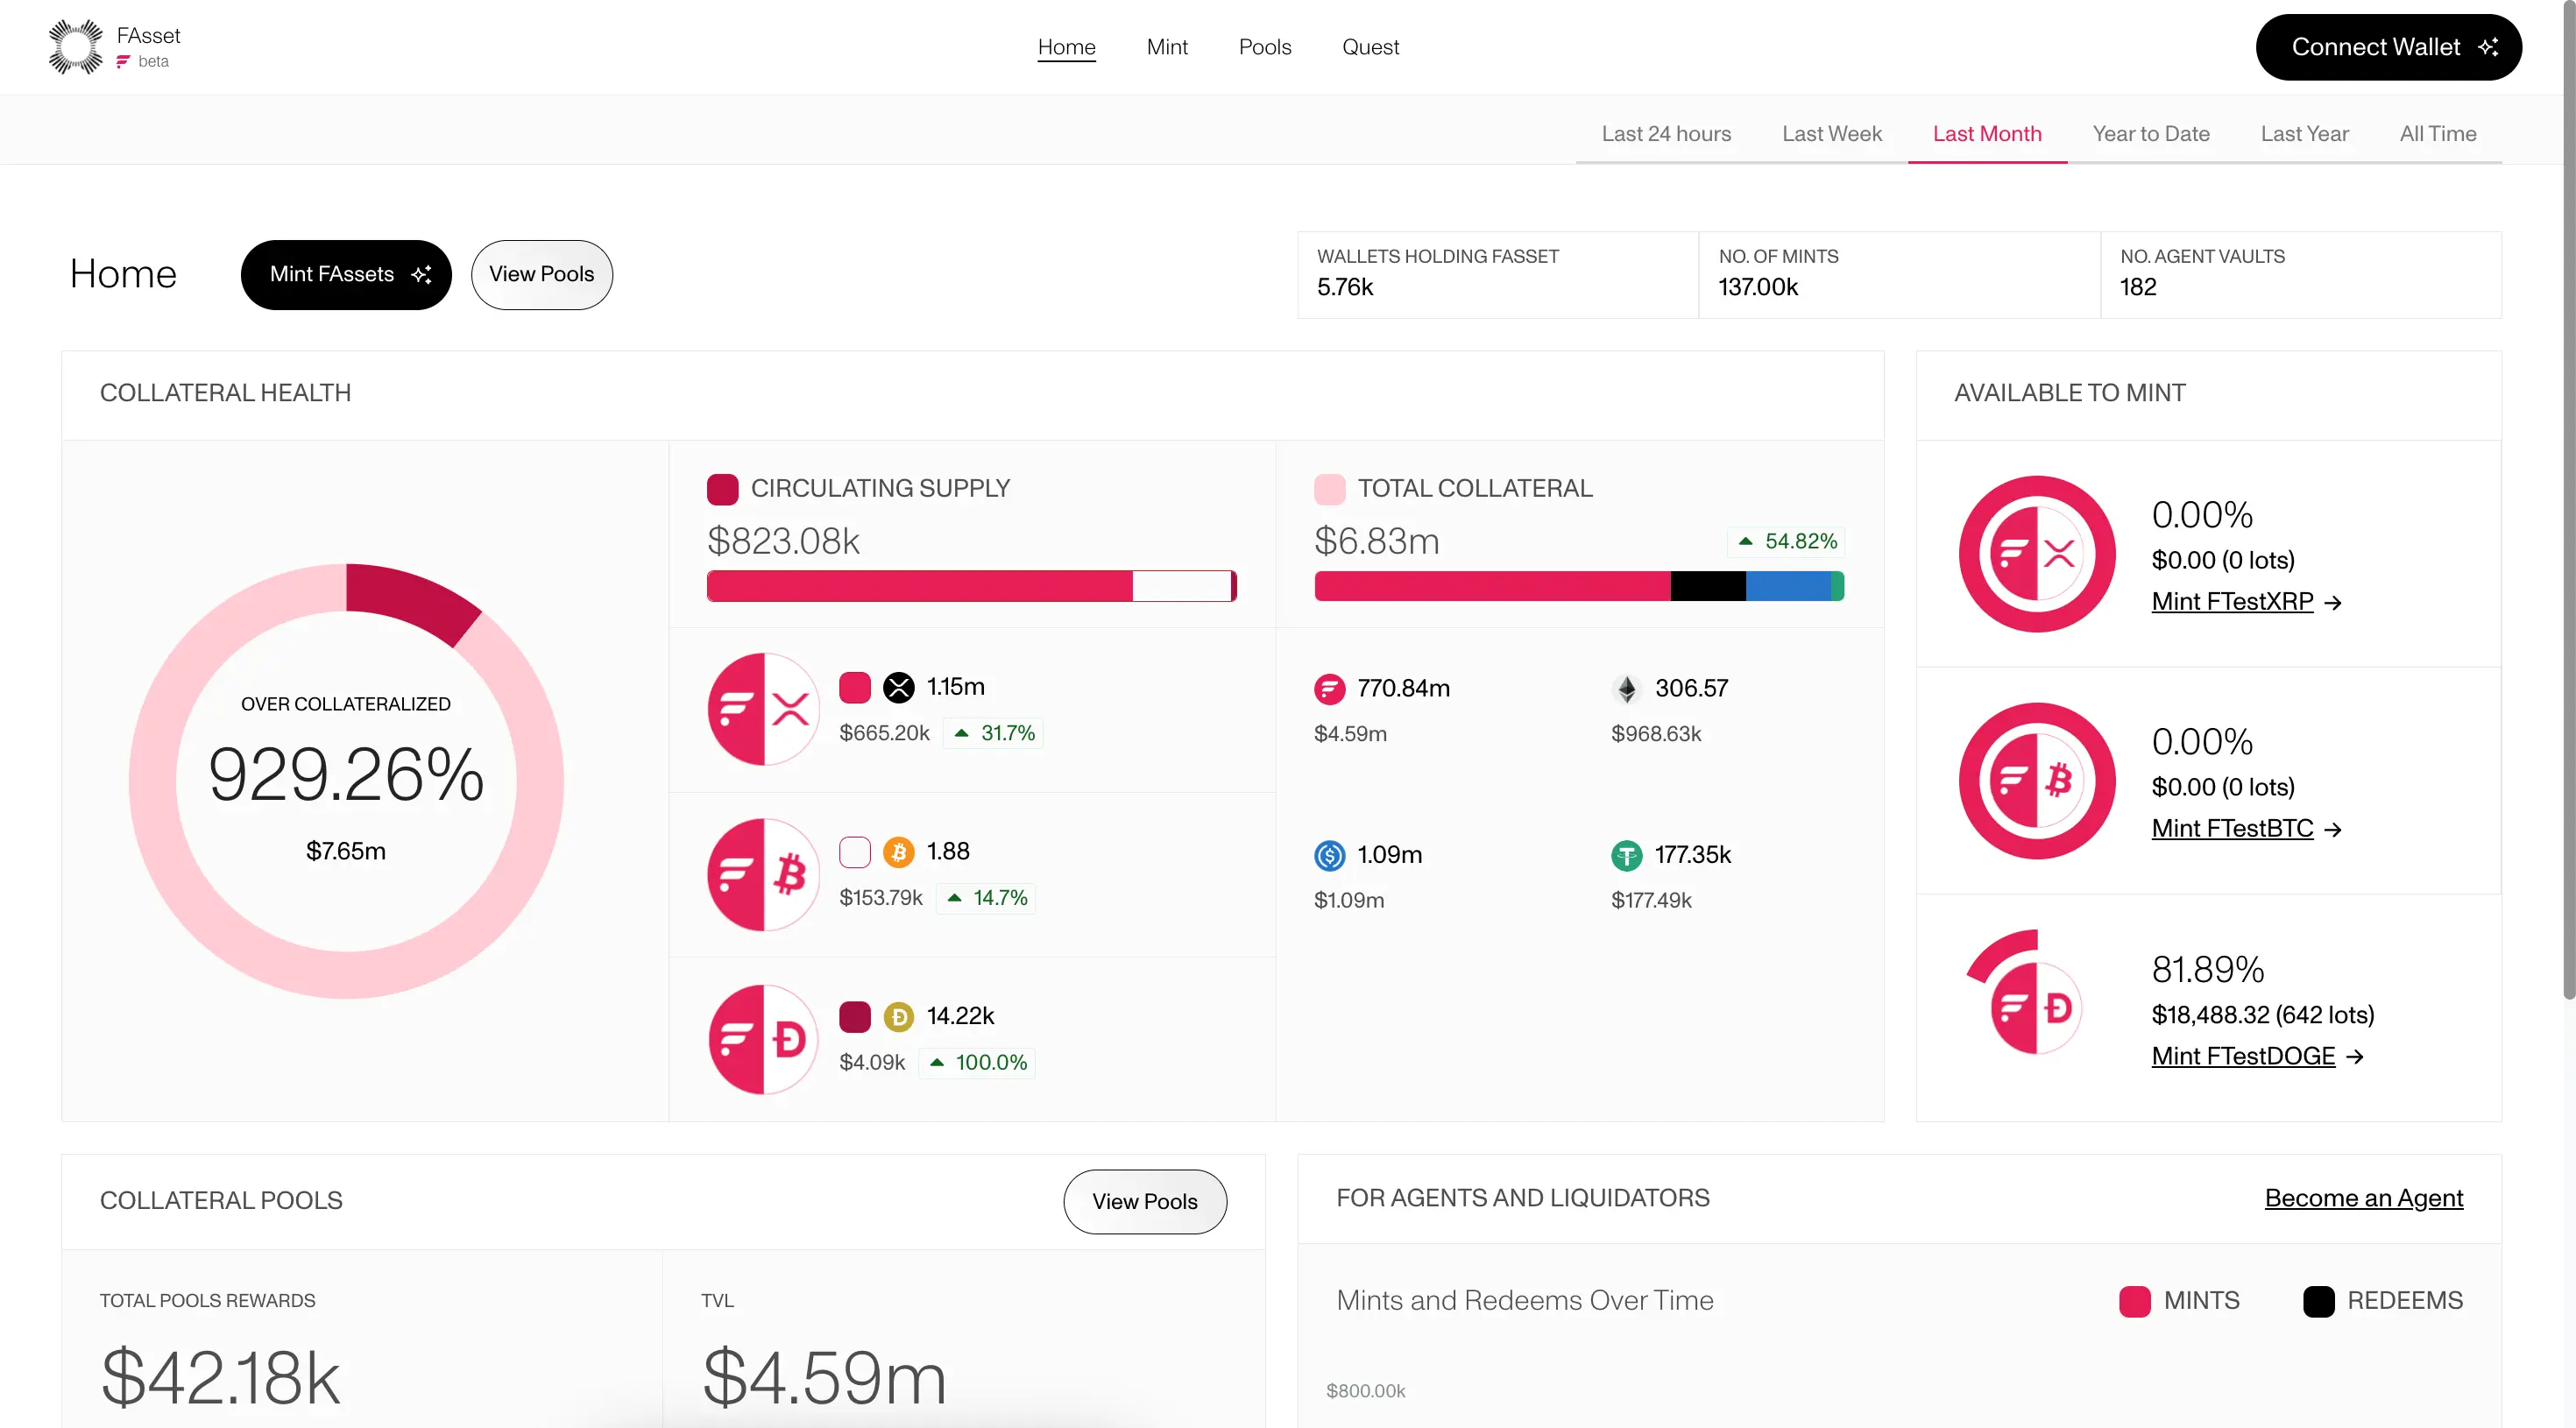 FAsset
beta
Home
Mint
Pools
Quest
Connect Wallet
Last 24 hours
Last Week
Last Month
Year to Date
Last Year
All Time
Home
Mint FAssets
View Pools
WALLETS HOLDING FASSET
5.76k
NO. OF MINTS
137.00k
NO. AGENT VAULTS
182
COLLATERAL HEALTH
OVER COLLATERALIZED
929.26%
$7.65m
CIRCULATING SUPPLY
$823.08k
1.15m
$665.20k
31.7%
1.88
$153.79k
14.7%
14.22k
$4.09k
100.0%
TOTAL COLLATERAL
$6.83m
54.82%
770.84m
$4.59m
306.57
$968.63k
1.09m
$1.09m
177.35k
$177.49k
AVAILABLE TO MINT
0.00%
$0.00 (0 lots)
Mint FTestXRP →
0.00%
$0.00 (0 lots)
Mint FTestBTC →
81.89%
$18,488.32 (642 lots)
Mint FTestDOGE →
COLLATERAL POOLS
View Pools
TOTAL POOLS REWARDS
$42.18k
TVL
$4.59m
FOR AGENTS AND LIQUIDATORS
Become an Agent
Mints and Redeems Over Time
MINTS
REDEEMS
$800.00k